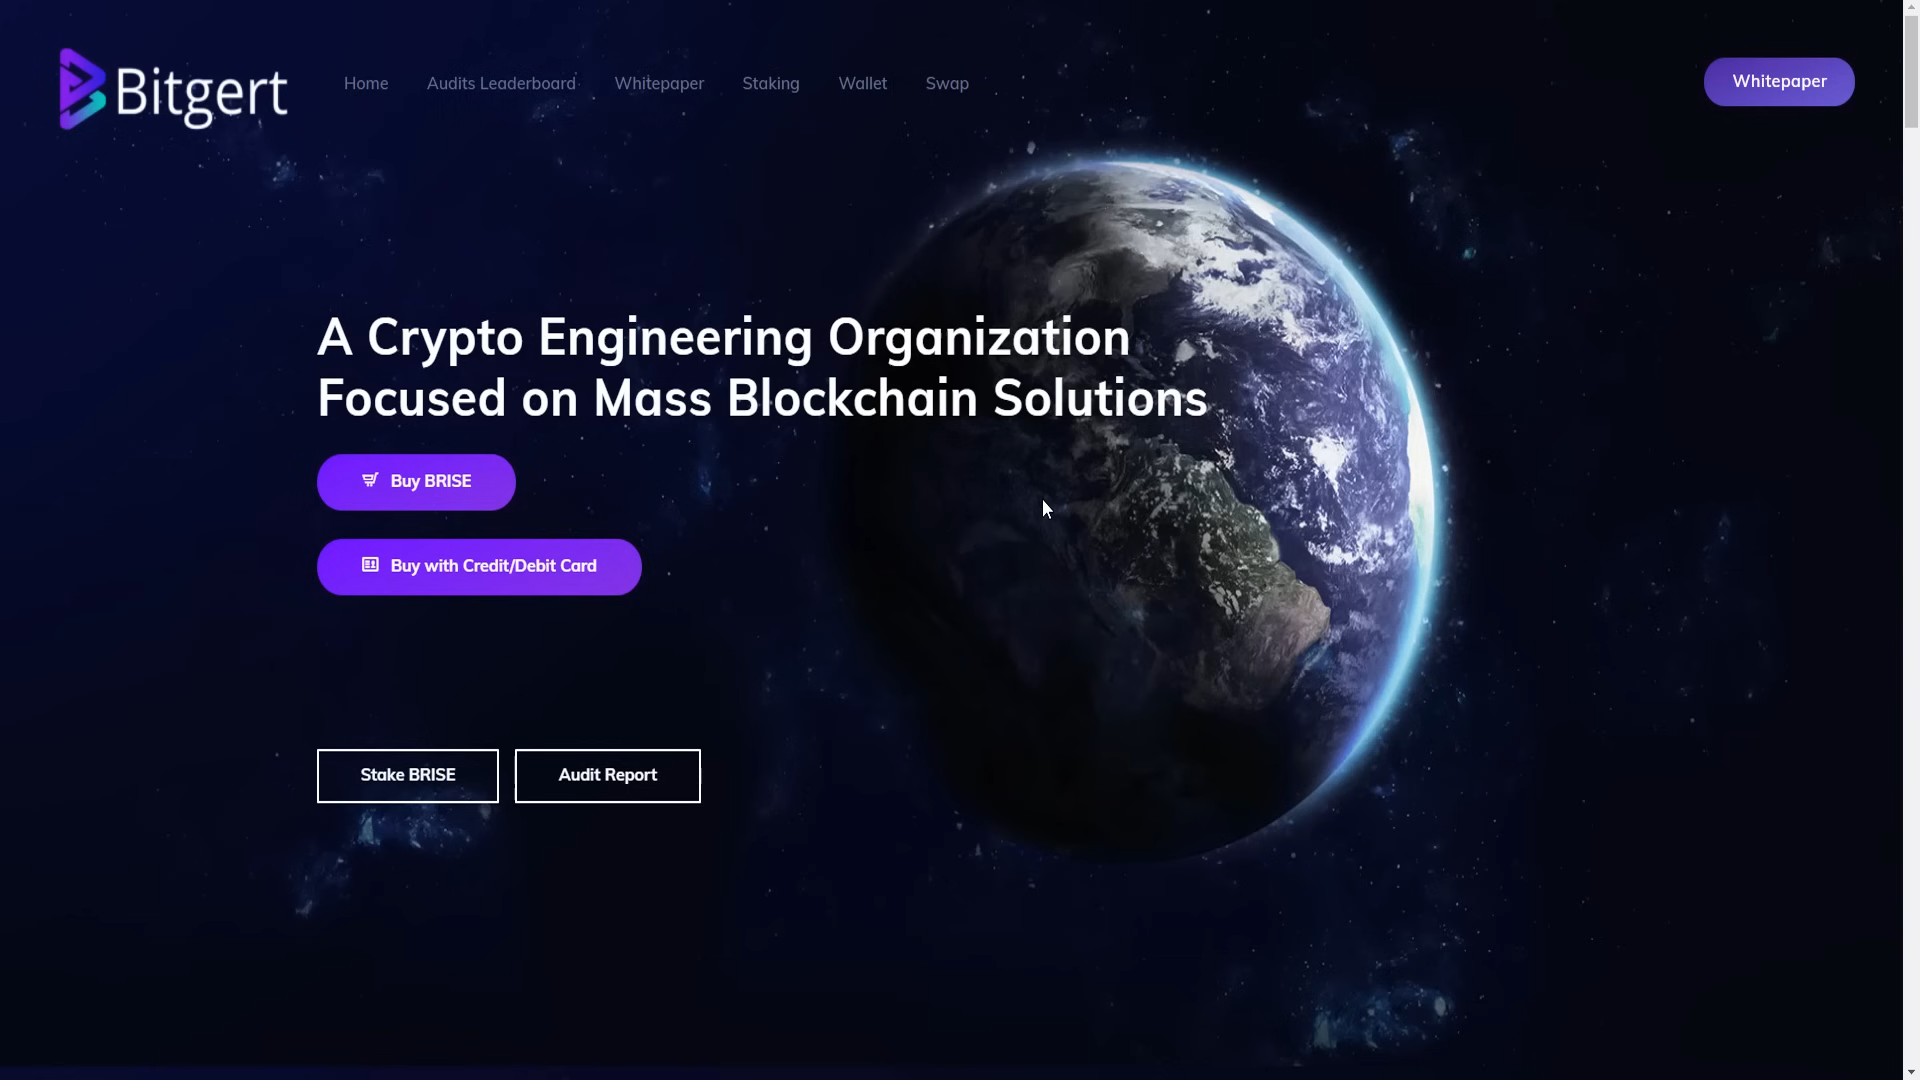 Bitgert
Home Audits Leaderboard Whitepaper Staking Wallet Swap
Whitepaper
A Crypto Engineering Organization
Focused on Mass Blockchain Solutions
Buy BRISE
Buy with Credit/Debit Card
Stake BRISE Audit Report